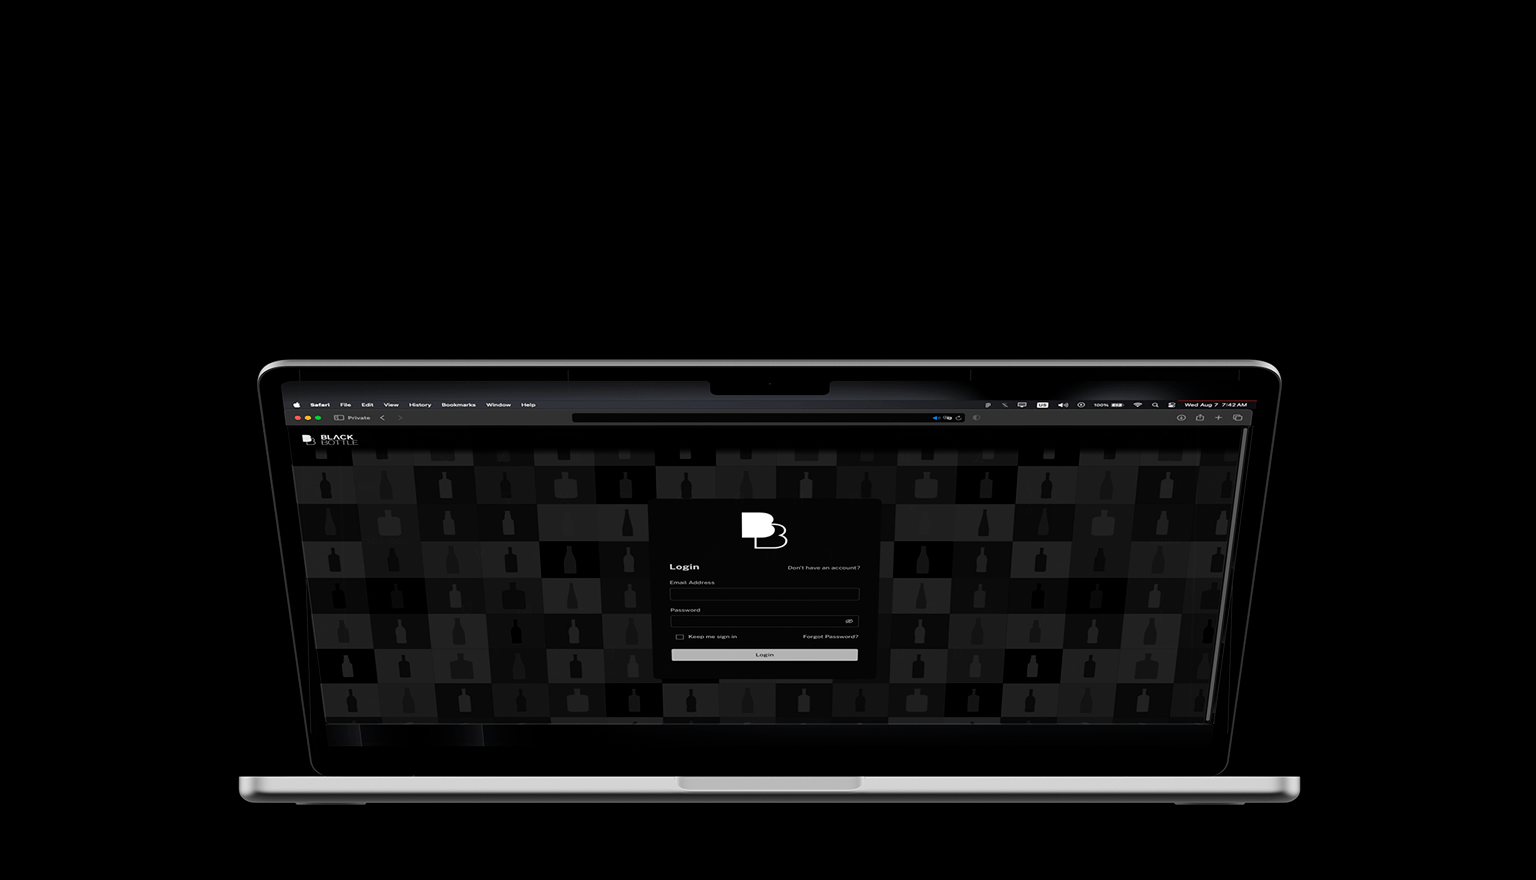 Safari File Edit View History Bookmarks Window Help US 100% Wed Aug 7 7:42 AM
Private
BLACK
BOTTLE
B
B
Login Don't have an account?
Email Address
Password
Keep me sign in Forgot Password?
Login